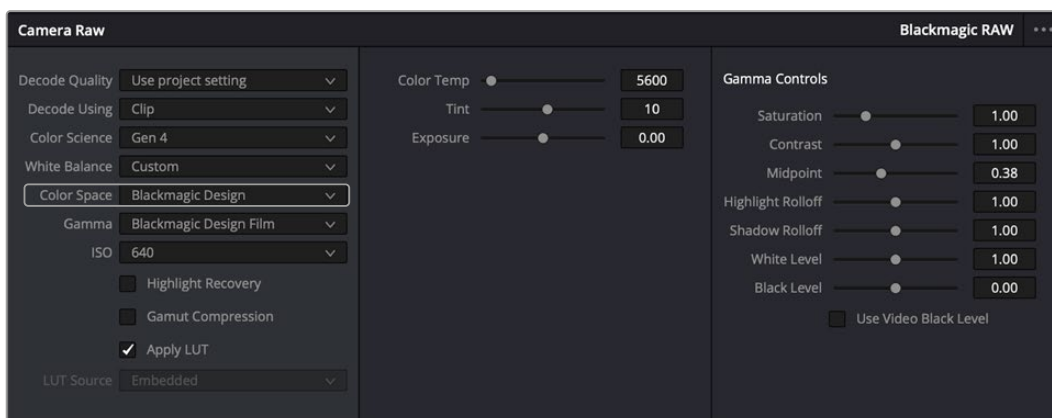 Camera Raw
Blackmagic RAW
Decode Quality Use project setting
Decode Using Clip
Color Science Gen 4
White Balance Custom
Color Space Blackmagic Design
Gamma Blackmagic Design Film
ISO 640
Highlight Recovery
Gamut Compression
Apply LUT
LUT Source Embedded
Color Temp 5600
Tint 10
Exposure 0.00
Gamma Controls
Saturation 1.00
Contrast 1.00
Midpoint 0.38
Highlight Rolloff 1.00
Shadow Rolloff 1.00
White Level 1.00
Black Level 0.00
Use Video Black Level